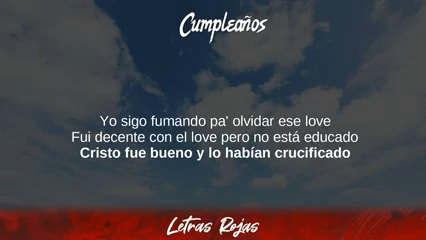 Cumpleaños
Yo sigo fumando pa' olvidar ese love
Fui decente con el love pero no está educado
Cristo fue bueno y lo habían crucificado
Letras Rojas